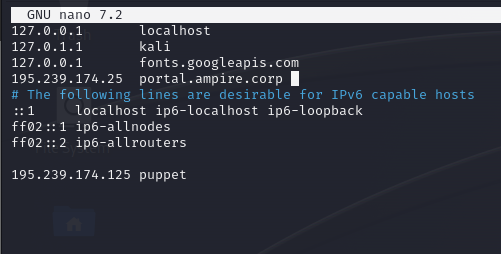 GNU nano 7.2
127.0.0.1 localhost
127.0.1.1 kali
127.0.0.1 fonts.googleapis.com
195.239.174.25 portal.ampire.corp
# The following lines are desirable for IPv6 capable hosts
::1 localhost ip6-localhost ip6-loopback
ff02::1 ip6-allnodes
ff02::2 ip6-allrouters
195.239.174.125 puppet